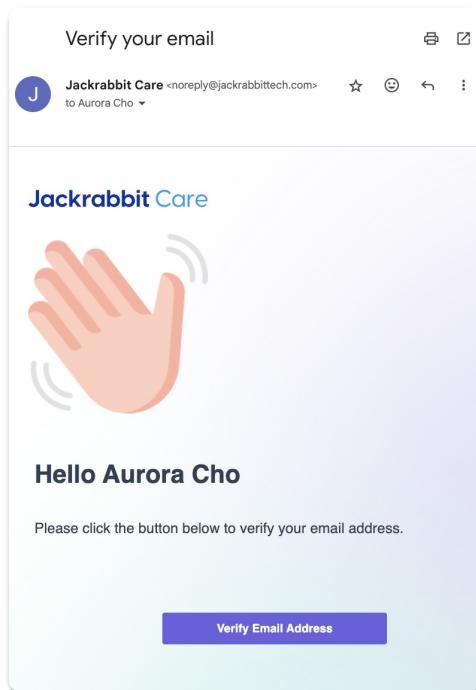 Verify your email
Jackrabbit Care <noreply@jackrabbittech.com>
to Aurora Cho
J
Jackrabbit Care
Hello Aurora Cho
Please click the button below to verify your email address.
Verify Email Address